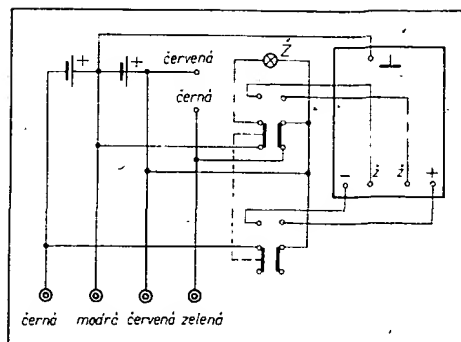 + +
červená
Ž
černá
⊥
- ž ž +
černá modrá červená zelená